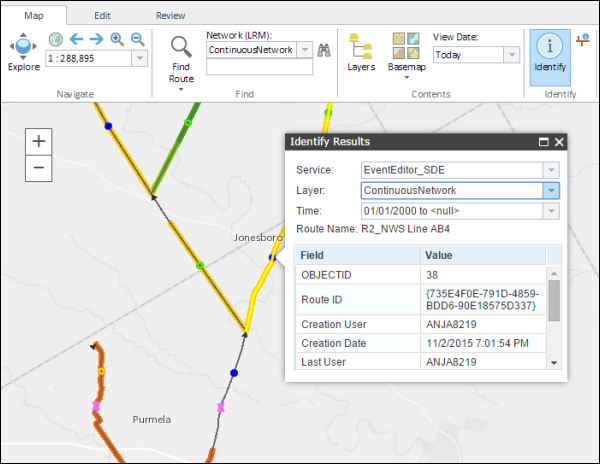 Map Edit Review
Explore
1 : 288,895
Navigate
Find
Route
Network (LRM):
ContinuousNetwork
Find
Layers
Basemap
View Date:
Today
Contents
i
Identify
Identify
+
−
Jonesboro
Purmela
Identify Results
Service: EventEditor_SDE
Layer: ContinuousNetwork
Time: 01/01/2000 to <null>
Route Name: R2_NWS Line AB4
Field Value
OBJECTID 38
Route ID {735E4F0E-791D-4859-
BDD6-90E18575D337}
Creation User ANJA8219
Creation Date 11/2/2015 7:01:54 PM
Last User ANJA8219